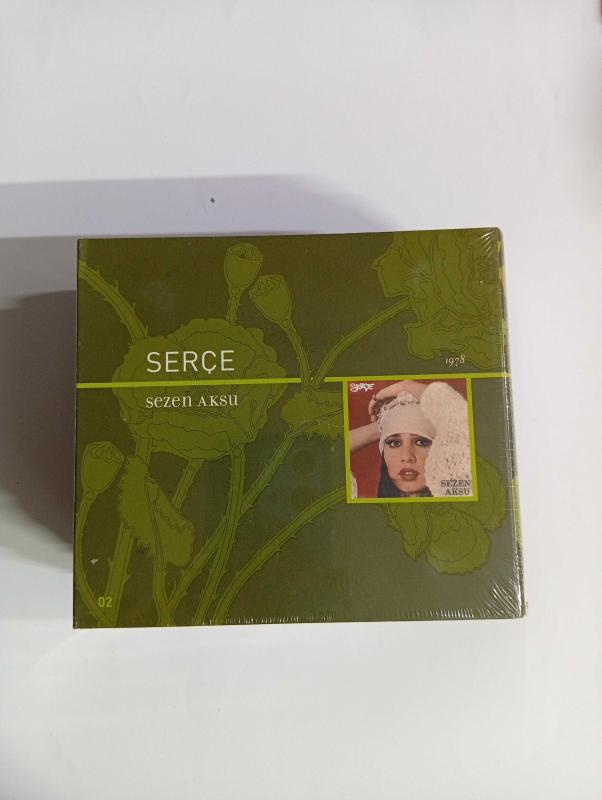 SERÇE
1978
sezen aksu
SERÇE
SEZEN
AKSU
02